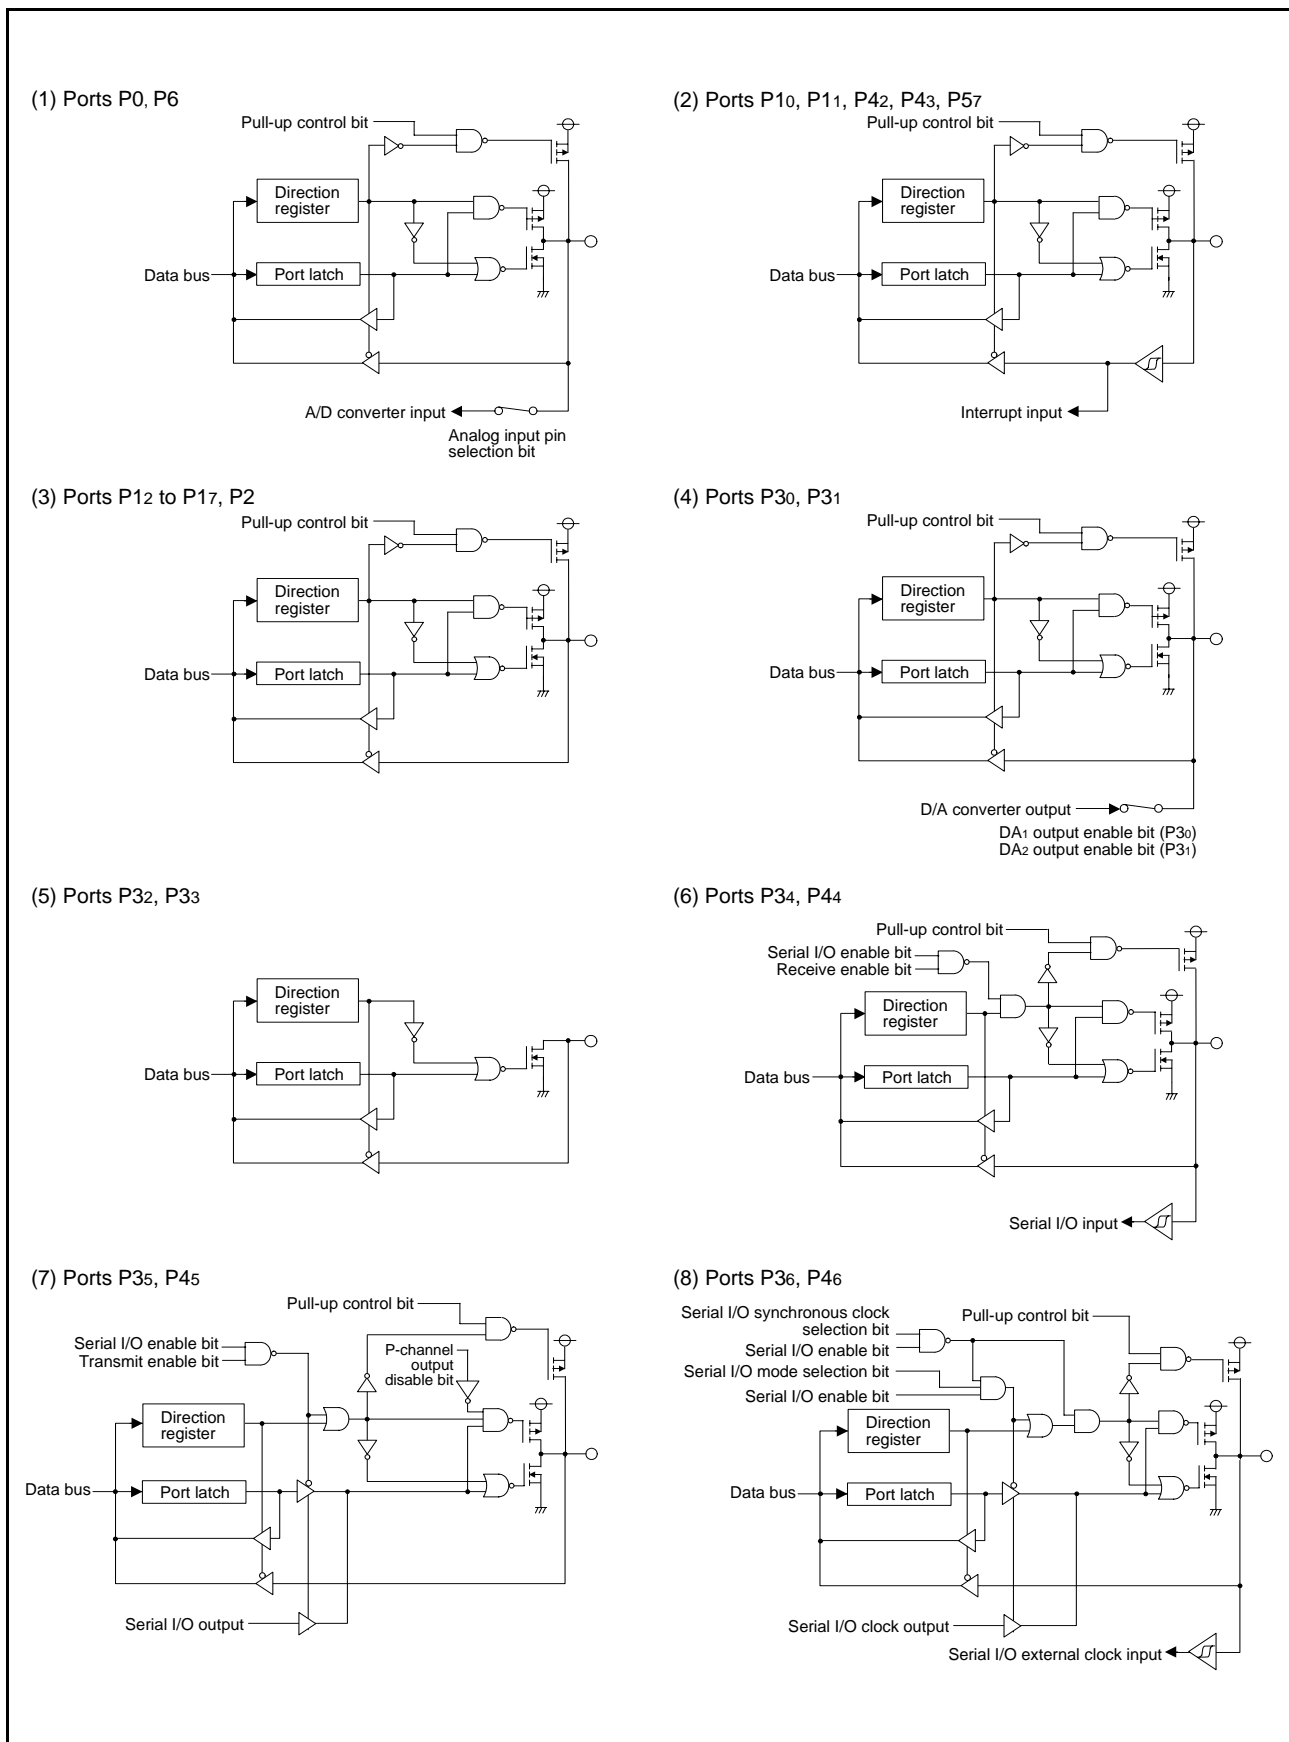 (1) Ports P0, P6
Pull-up control bit
Direction
register
Data bus
Port latch
A/D converter input
Analog input pin
selection bit
(2) Ports P10, P11, P42, P43, P57
Pull-up control bit
Direction
register
Data bus
Port latch
Interrupt input
(3) Ports P12 to P17, P2
Pull-up control bit
Direction
register
Data bus
Port latch
(4) Ports P30, P31
Pull-up control bit
Direction
register
Data bus
Port latch
D/A converter output
DA1 output enable bit (P30)
DA2 output enable bit (P31)
(5) Ports P32, P33
Direction
register
Data bus
Port latch
(6) Ports P34, P44
Pull-up control bit
Serial I/O enable bit
Receive enable bit
Direction
register
Data bus
Port latch
Serial I/O input
(7) Ports P35, P45
Pull-up control bit
Serial I/O enable bit
Transmit enable bit
P-channel
output
disable bit
Direction
register
Data bus
Port latch
Serial I/O output
(8) Ports P36, P46
Serial I/O synchronous clock
selection bit
Serial I/O enable bit
Pull-up control bit
Serial I/O mode selection bit
Serial I/O enable bit
Direction
register
Data bus
Port latch
Serial I/O clock output
Serial I/O external clock input